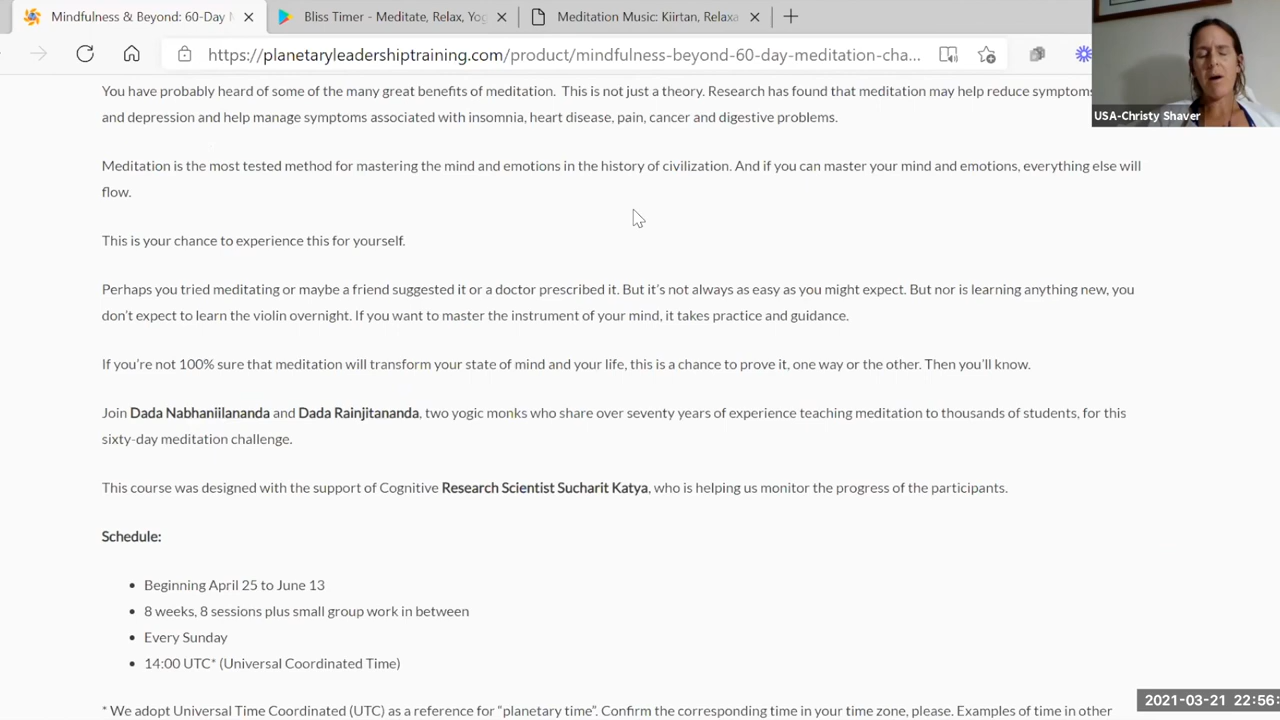 Mindfulness & Beyond: 60-Day
Bliss Timer - Meditate, Relax, Yog
Meditation Music: Kiirtan, Relaxa
https://planetaryleadershiptraining.com/product/mindfulness-beyond-60-day-meditation-cha...
You have probably heard of some of the many great benefits of meditation. This is not just a theory. Research has found that meditation may help reduce symptoms
and depression and help manage symptoms associated with insomnia, heart disease, pain, cancer and digestive problems.
Meditation is the most tested method for mastering the mind and emotions in the history of civilization. And if you can master your mind and emotions, everything else will
flow.
This is your chance to experience this for yourself.
Perhaps you tried meditating or maybe a friend suggested it or a doctor prescribed it. But it's not always as easy as you might expect. But nor is learning anything new, you
don't expect to learn the violin overnight. If you want to master the instrument of your mind, it takes practice and guidance.
If you're not 100% sure that meditation will transform your state of mind and your life, this is a chance to prove it, one way or the other. Then you'll know.
Join Dada Nabhaniilananda and Dada Rainjitananda, two yogic monks who share over seventy years of experience teaching meditation to thousands of students, for this
sixty-day meditation challenge.
This course was designed with the support of Cognitive Research Scientist Sucharit Katya, who is helping us monitor the progress of the participants.
Schedule:
• Beginning April 25 to June 13
• 8 weeks, 8 sessions plus small group work in between
• Every Sunday
• 14:00 UTC* (Universal Coordinated Time)
* We adopt Universal Time Coordinated (UTC) as a reference for "planetary time". Confirm the corresponding time in your time zone, please. Examples of time in other
USA-Christy Shaver
2021-03-21 22:56: